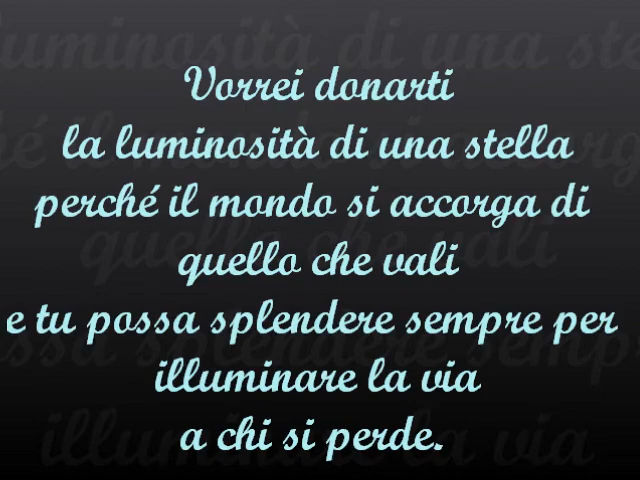 Vorrei donarti
la luminosità di una stella
perché il mondo si accorga di
quello che vali
e tu possa splendere sempre per
illuminare la via
a chi si perde.